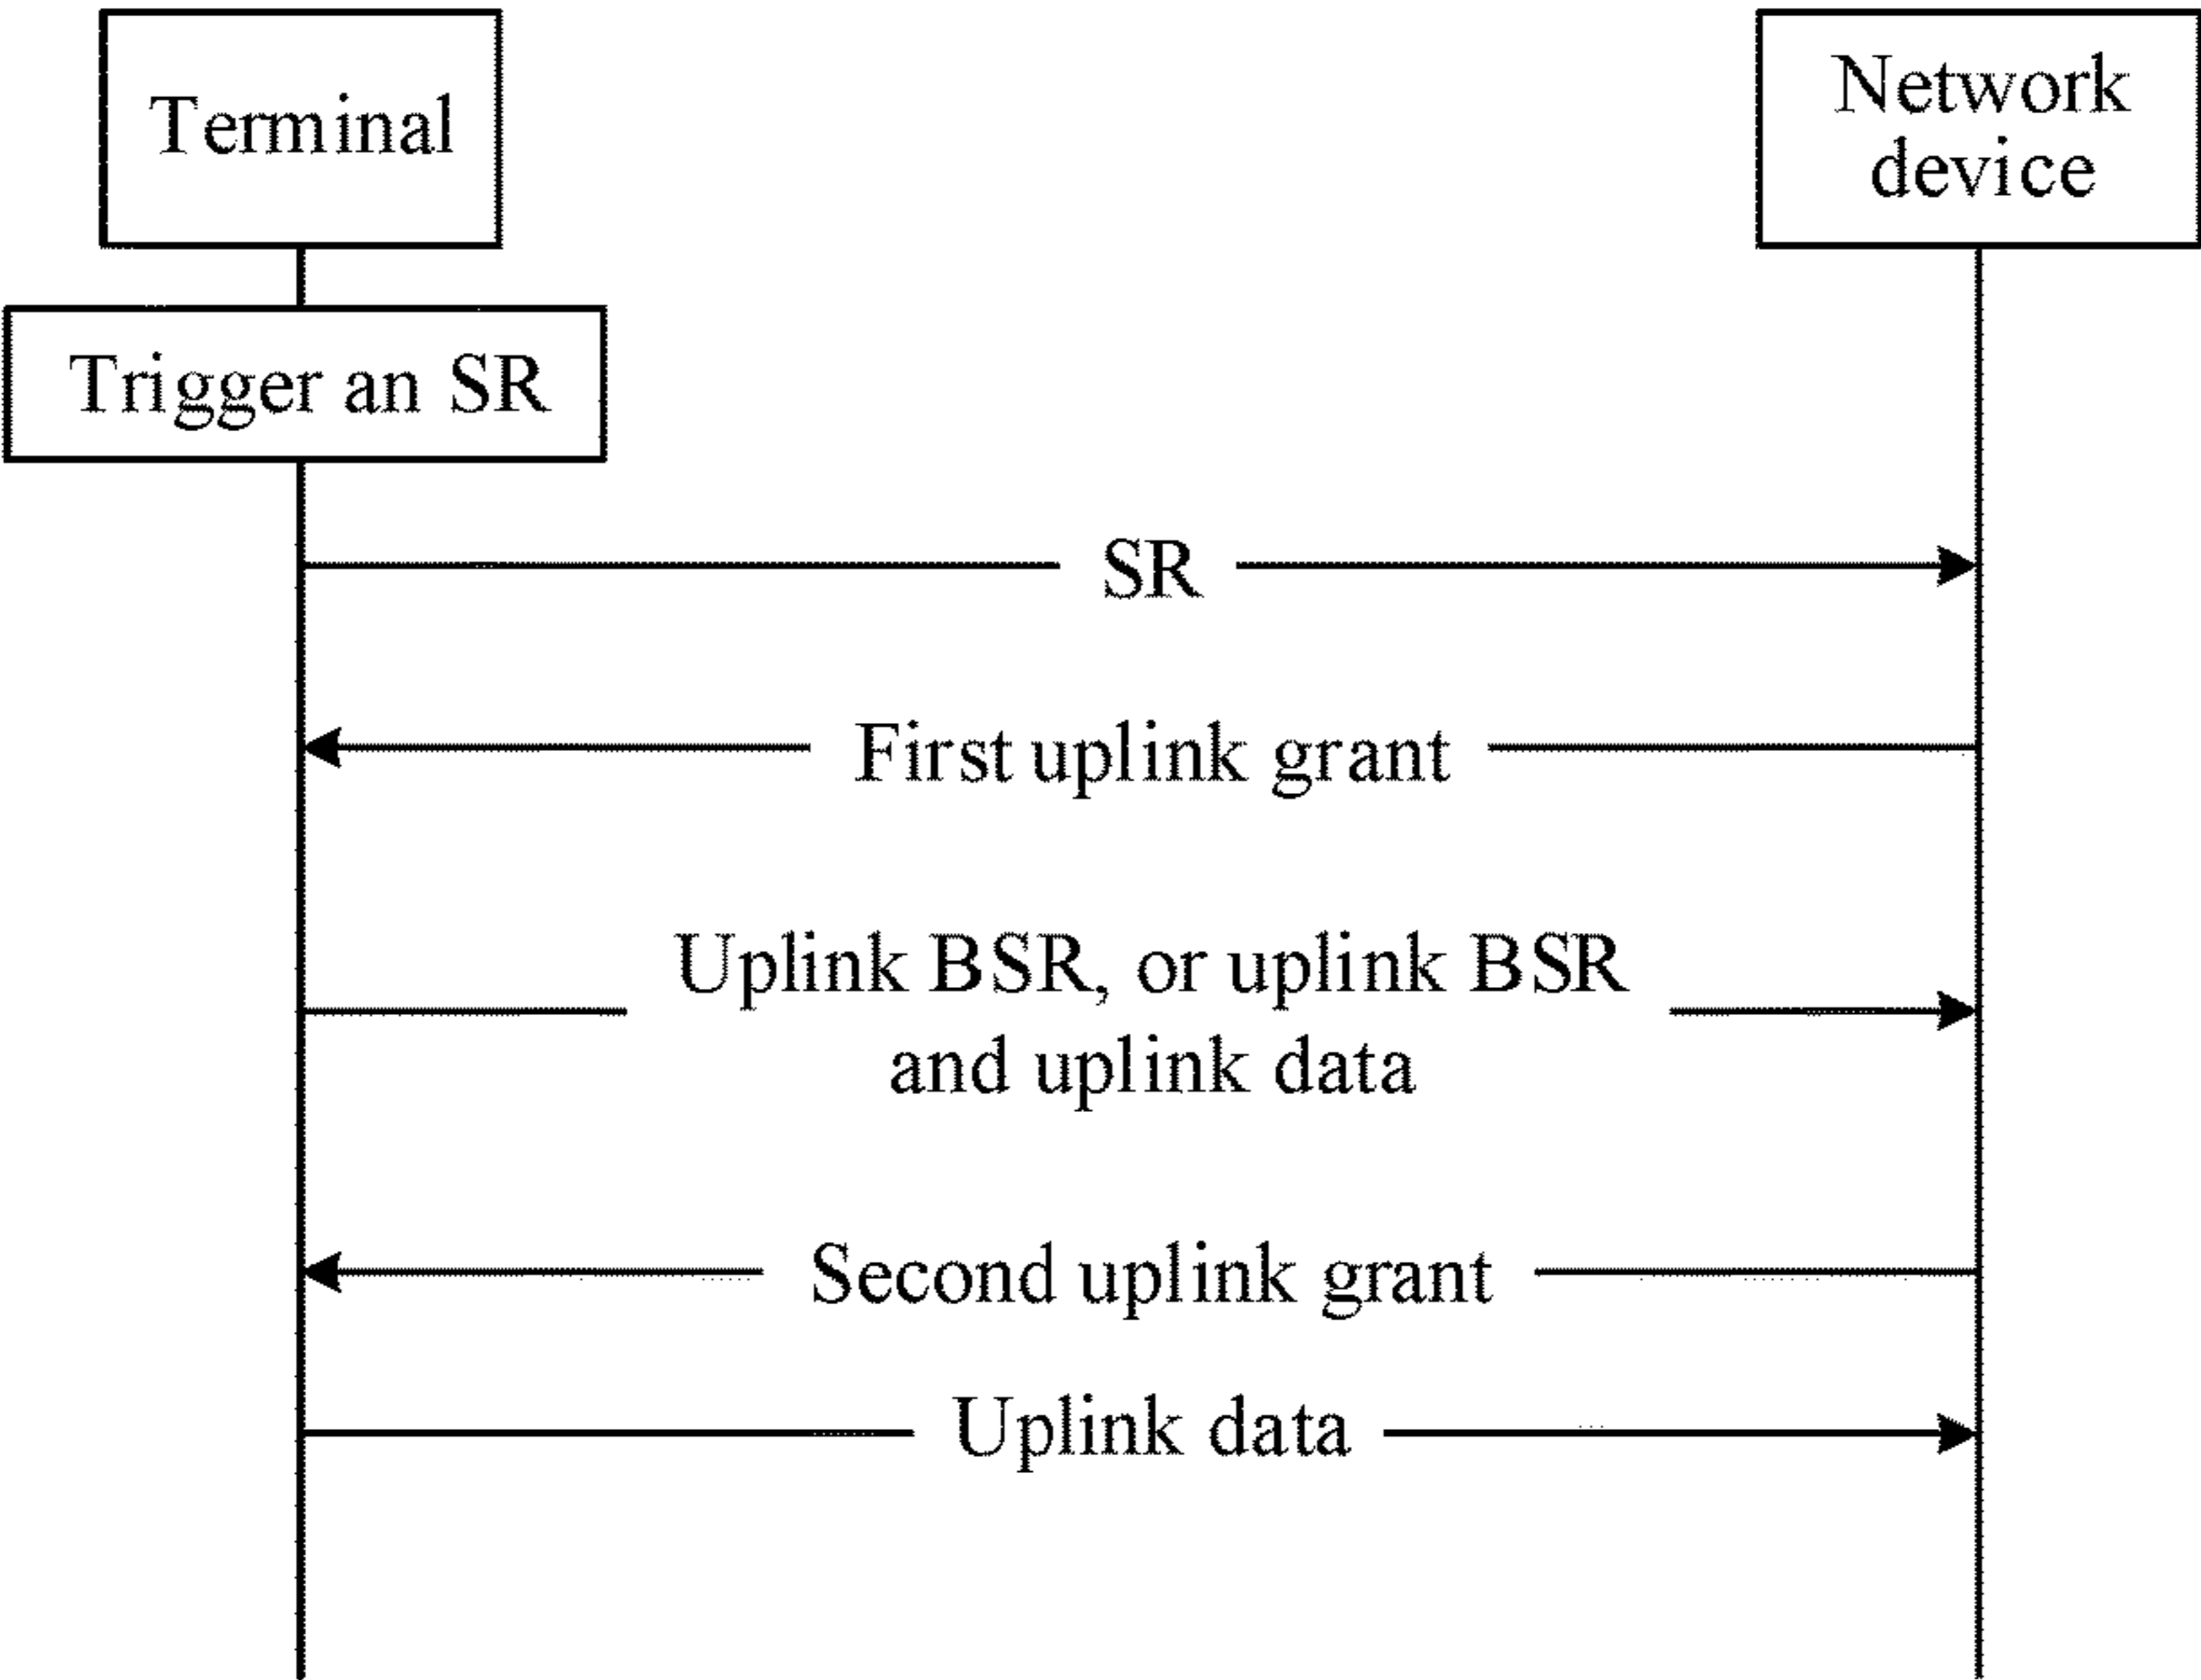 Terminal
Network
device
Trigger an SR
SR
First uplink grant
Uplink BSR, or uplink BSR
and uplink data
Second uplink grant
Uplink data